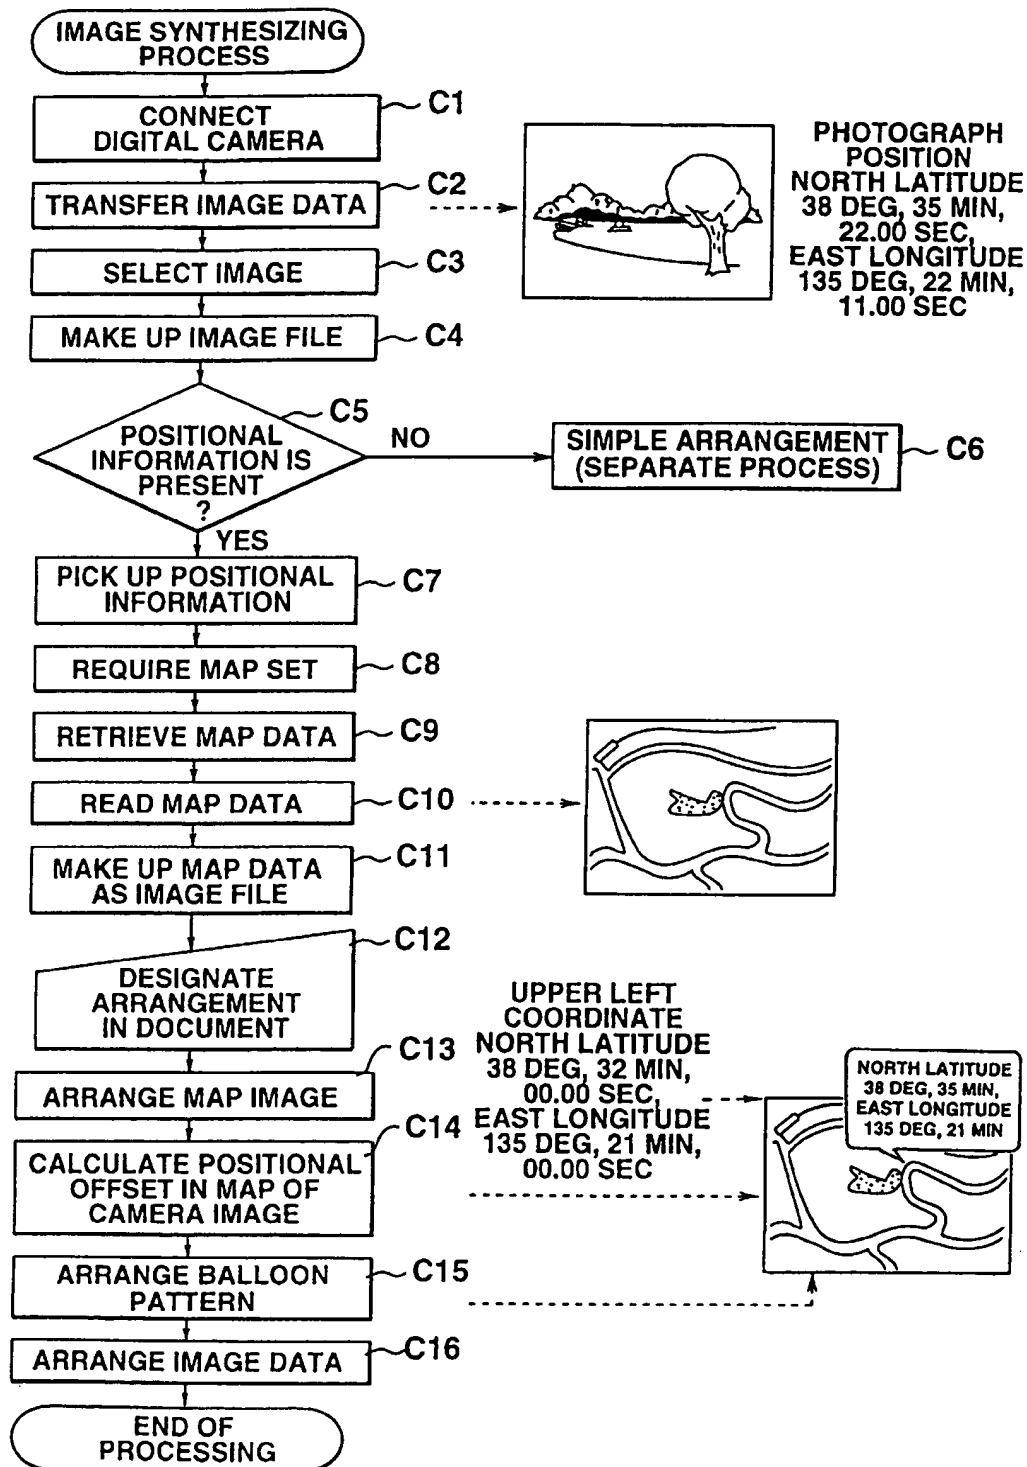 IMAGE SYNTHESIZING
PROCESS
C1
CONNECT
DIGITAL CAMERA
C2
TRANSFER IMAGE DATA
PHOTOGRAPH
POSITION
NORTH LATITUDE
38 DEG, 35 MIN,
22.00 SEC,
EAST LONGITUDE
135 DEG, 22 MIN,
11.00 SEC
C3
SELECT IMAGE
C4
MAKE UP IMAGE FILE
C5
POSITIONAL
INFORMATION IS
PRESENT
?
NO
SIMPLE ARRANGEMENT
(SEPARATE PROCESS)
C6
YES
PICK UP POSITIONAL
INFORMATION
C7
REQUIRE MAP SET
C8
RETRIEVE MAP DATA
C9
READ MAP DATA
C10
MAKE UP MAP DATA
AS IMAGE FILE
C11
C12
DESIGNATE
ARRANGEMENT
IN DOCUMENT
UPPER LEFT
COORDINATE
NORTH LATITUDE
38 DEG, 32 MIN,
00.00 SEC,
EAST LONGITUDE
135 DEG, 21 MIN,
00.00 SEC
NORTH LATITUDE
38 DEG, 35 MIN,
EAST LONGITUDE
135 DEG, 21 MIN
C13
ARRANGE MAP IMAGE
C14
CALCULATE POSITIONAL
OFFSET IN MAP OF
CAMERA IMAGE
C15
ARRANGE BALLOON
PATTERN
C16
ARRANGE IMAGE DATA
END OF
PROCESSING